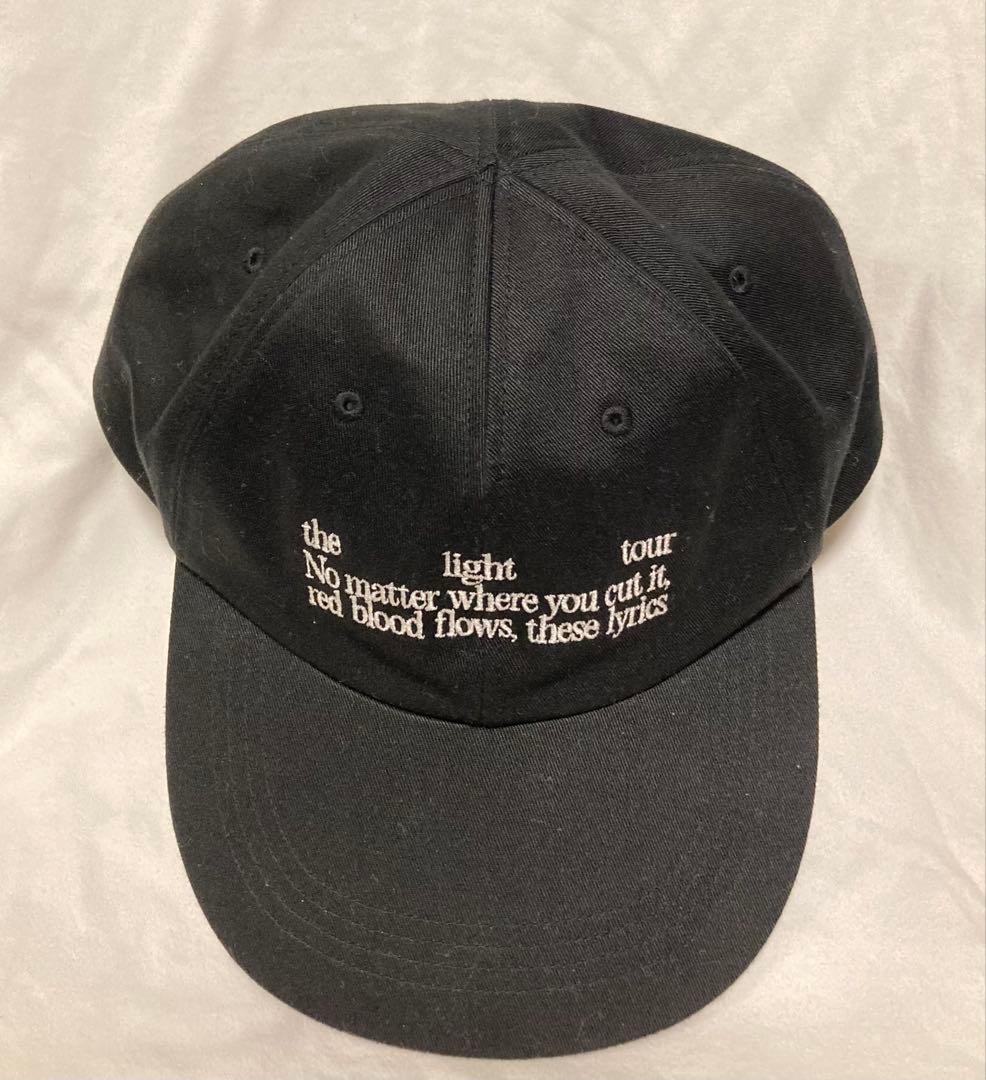 the light tour
No matter where you cut it,
red blood flows, these lyrics